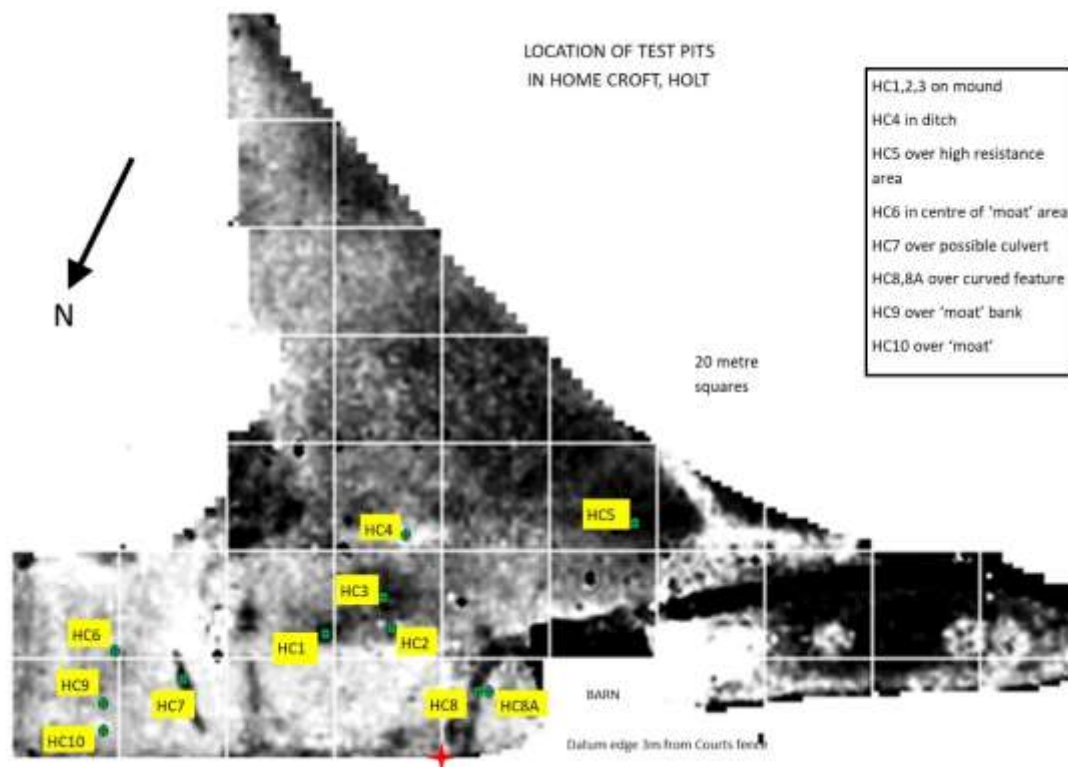 LOCATION OF TEST PITS
IN HOME CROFT, HOLT
HC1,2,3 on mound
HC4 in ditch
HC5 over high resistance
area
HC6 in centre of 'moat' area
HC7 over possible culvert
HC8,8A over curved feature
HC9 over 'moat' bank
HC10 over 'moat'
N
20 metre
squares
HC4
HC5
HC3
HC6
HC1
HC2
HC9
HC7
HC8
HC8A
BARN
HC10
Datum edge 3m from Courts fence